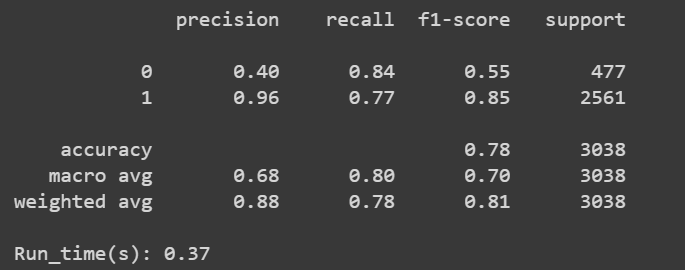 precision recall f1-score support
0 0.40 0.84 0.55 477
1 0.96 0.77 0.85 2561
accuracy 0.78 3038
macro avg 0.68 0.80 0.70 3038
weighted avg 0.88 0.78 0.81 3038
Run_time(s): 0.37